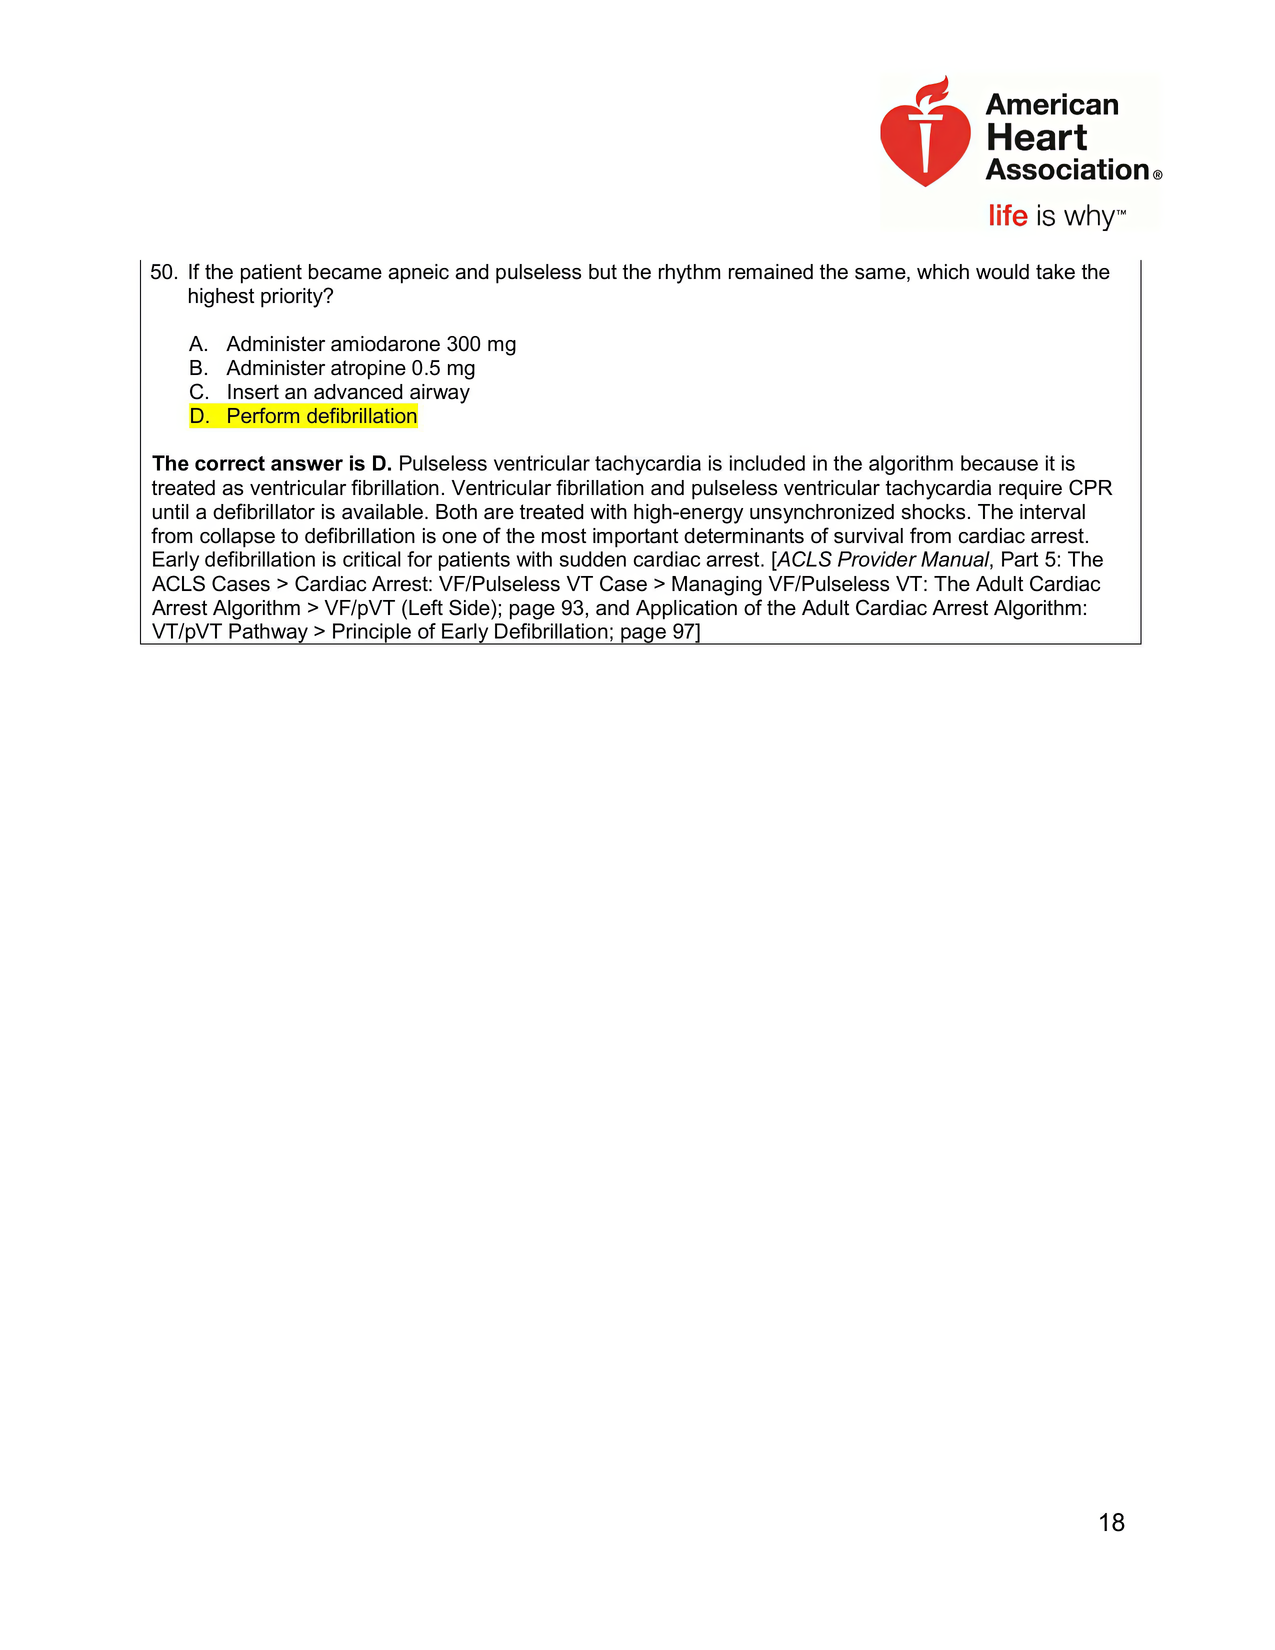 American
Heart
Association®
life is why™
50. If the patient became apneic and pulseless but the rhythm remained the same, which would take the
highest priority?
A. Administer amiodarone 300 mg
B. Administer atropine 0.5 mg
C. Insert an advanced airway
D. Perform defibrillation
The correct answer is D. Pulseless ventricular tachycardia is included in the algorithm because it is
treated as ventricular fibrillation. Ventricular fibrillation and pulseless ventricular tachycardia require CPR
until a defibrillator is available. Both are treated with high-energy unsynchronized shocks. The interval
from collapse to defibrillation is one of the most important determinants of survival from cardiac arrest.
Early defibrillation is critical for patients with sudden cardiac arrest. [ACLS Provider Manual, Part 5: The
ACLS Cases > Cardiac Arrest: VF/Pulseless VT Case > Managing VF/Pulseless VT: The Adult Cardiac
Arrest Algorithm > VF/pVT (Left Side); page 93, and Application of the Adult Cardiac Arrest Algorithm:
VT/pVT Pathway > Principle of Early Defibrillation; page 97]
18